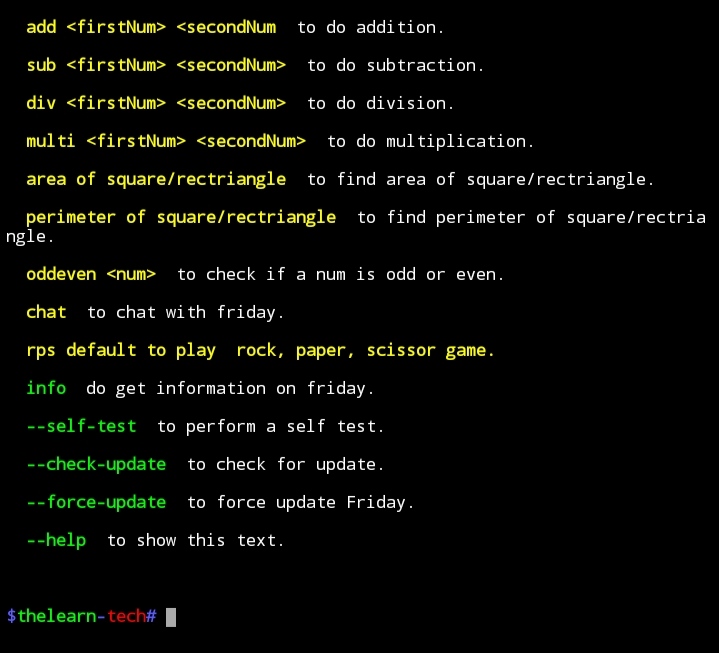 add <firstNum> <secondNum  to do addition.
sub <firstNum> <secondNum>  to do subtraction.
div <firstNum> <secondNum>  to do division.
multi <firstNum> <secondNum>  to do multiplication.
area of square/rectriangle  to find area of square/rectriangle.
perimeter of square/rectriangle  to find perimeter of square/rectria
ngle.
oddeven <num>  to check if a num is odd or even.
chat  to chat with friday.
rps default to play  rock, paper, scissor game.
info  do get information on friday.
--self-test  to perform a self test.
--check-update  to check for update.
--force-update  to force update Friday.
--help  to show this text.
$thelearn-tech#